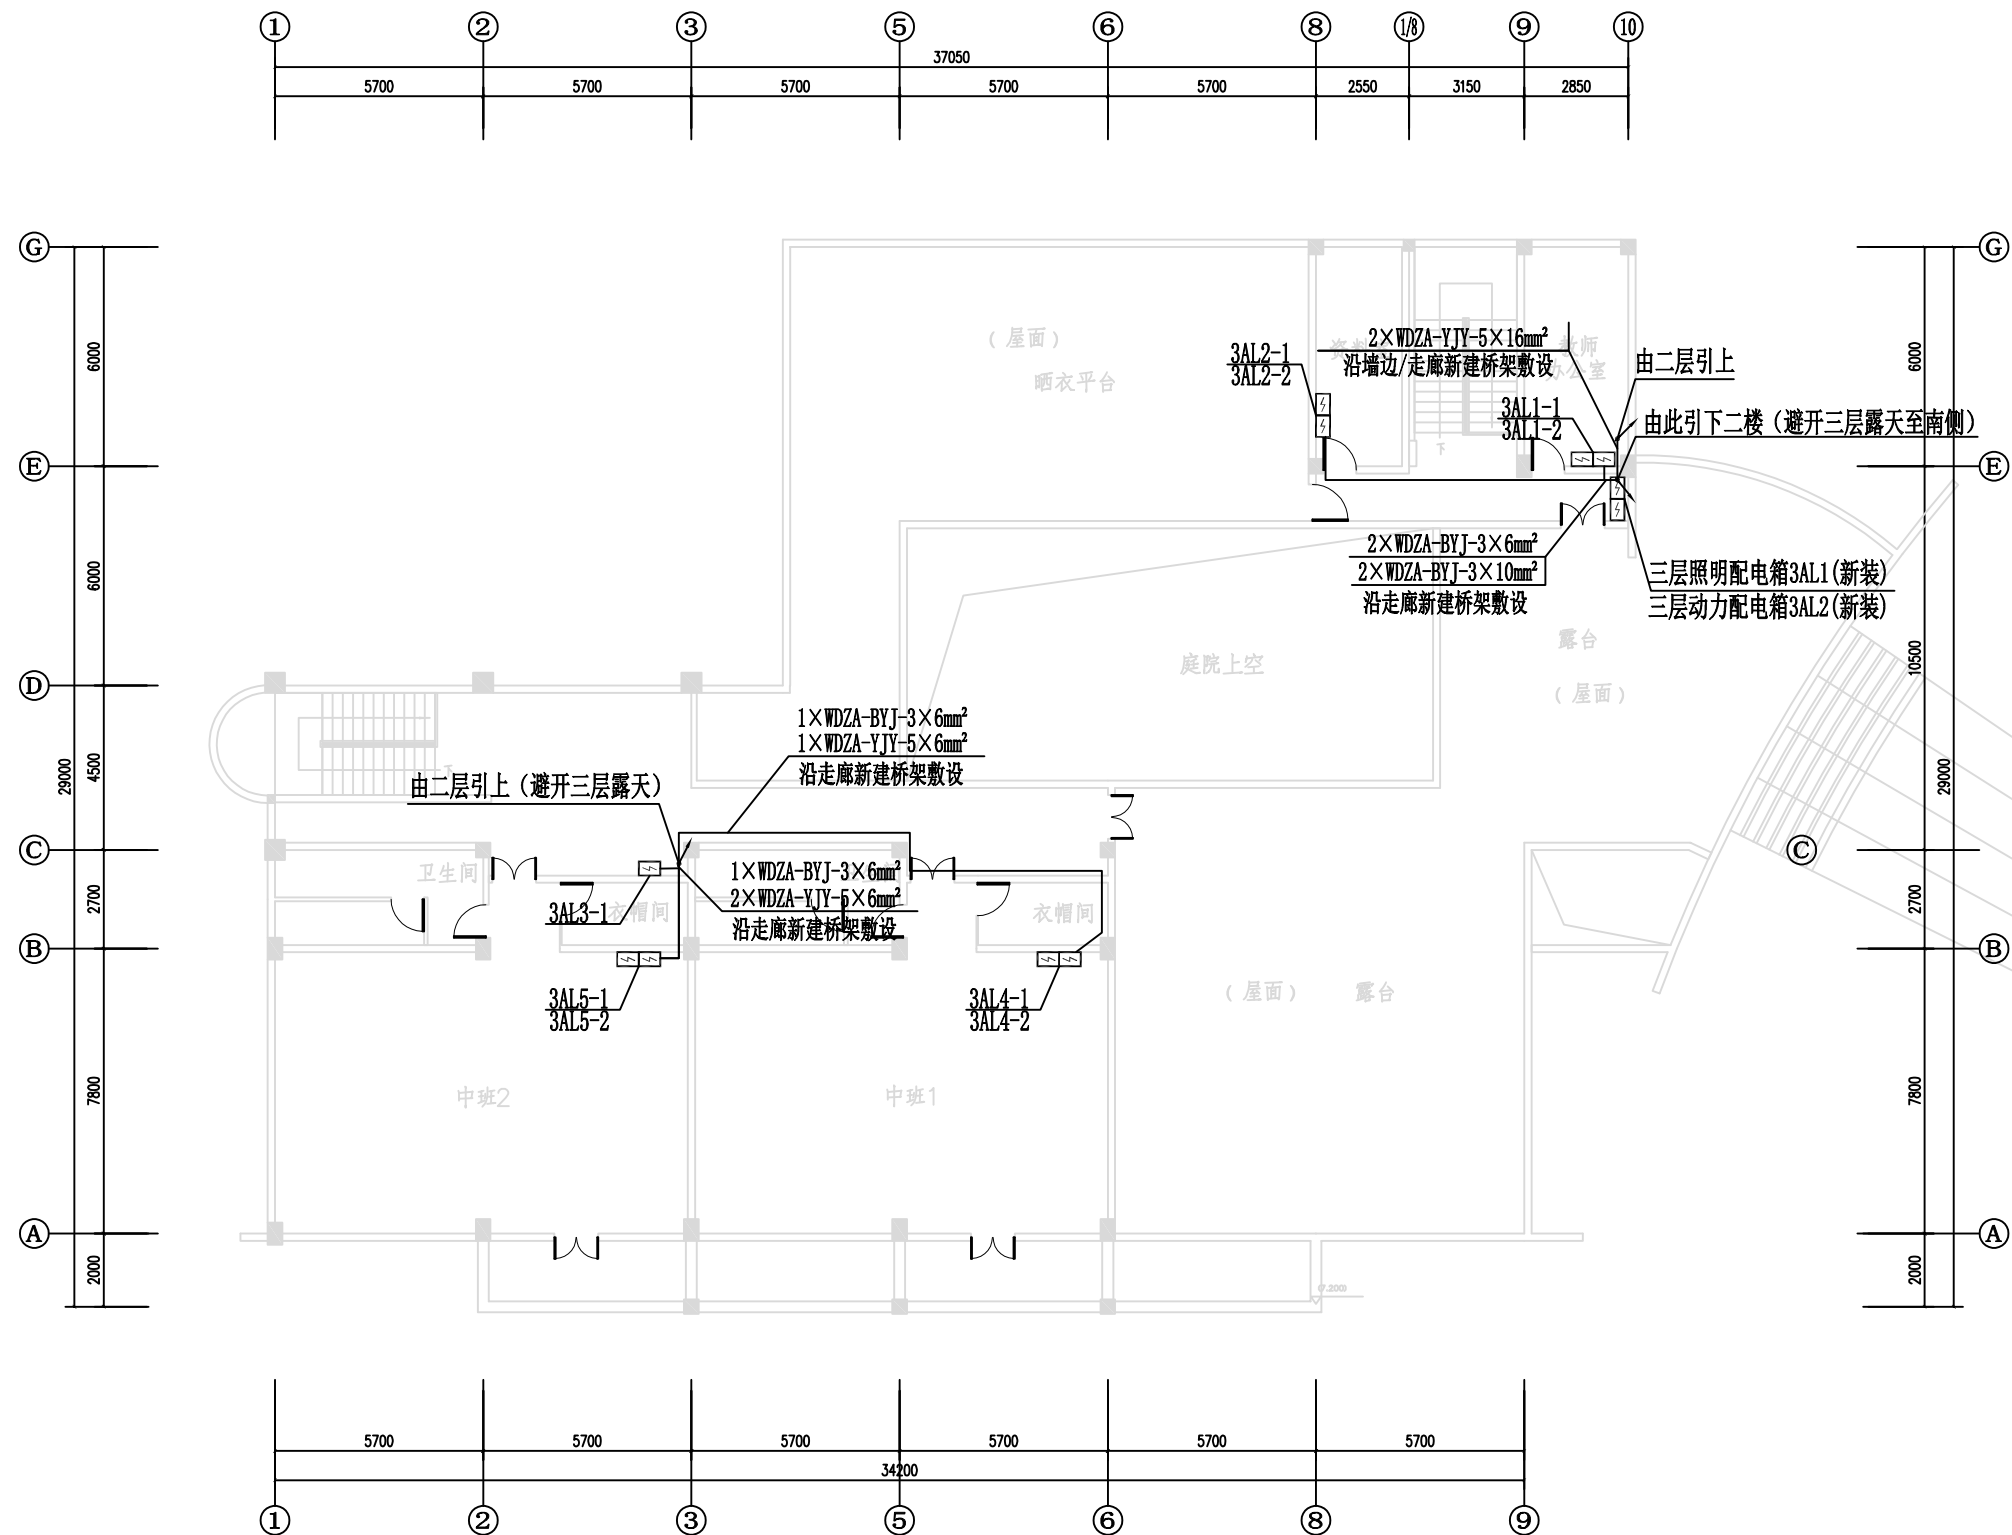 1 2 3 5 6 8 1/8 9 10
37050
5700 5700 5700 5700 5700 2550 3150 2850
G G
(屋面)
晒衣平台
2×WDZA-YJY-5×16mm²
沿墙边/走廊新建桥架敷设
教师
办公室
3AL2-1
3AL2-2
由二层引上
6000 6000
3AL1-1
3AL1-2
由此引下二楼(避开三层露天至南侧)
下
E E
2×WDZA-BYJ-3×6mm²
2×WDZA-BYJ-3×10mm²
沿走廊新建桥架敷设
三层照明配电箱3AL1(新装)
三层动力配电箱3AL2(新装)
6000
露台
(屋面)
庭院上空
10500
D
1×WDZA-BYJ-3×6mm²
1×WDZA-YJY-5×6mm²
沿走廊新建桥架敷设
下
由二层引上(避开三层露天)
29000 4500 29000
C C
卫生间
1×WDZA-BYJ-3×6mm²
2×WDZA-YJY-5×6mm²
沿走廊新建桥架敷设
3AL3-1
衣帽间 衣帽间
2700 2700
B B
3AL5-1
3AL5-2
3AL4-1
3AL4-2
(屋面) 露台
中班2 中班1
7800 7800
A A
2000 2000
(7.200)
5700 5700 5700 5700 5700 5700
34200
1 2 3 5 6 8 9